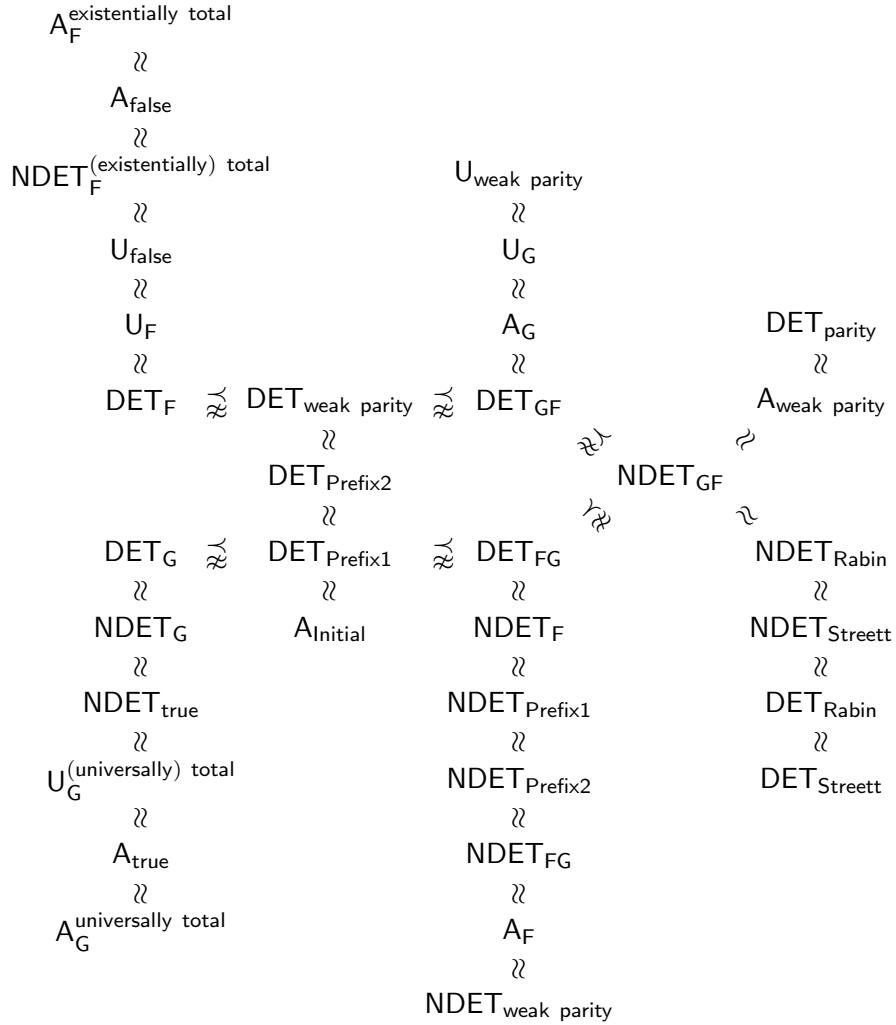 A_F^existentially total
≈
A_false
≈
NDET_F^(existentially) total U_weak parity
≈ ≈
U_false U_G
≈ ≈
U_F A_G DET_parity
≈ ≈ ≈
DET_F ⋨ DET_weak parity ⋨ DET_GF A_weak parity
≈ ⋨ ≈
DET_Prefix2 NDET_GF
≈ ⋨ ≈
DET_G ⋨ DET_Prefix1 ⋨ DET_FG NDET_Rabin
≈ ≈ ≈ ≈
NDET_G A_Initial NDET_F NDET_Streett
≈ ≈ ≈
NDET_true NDET_Prefix1 DET_Rabin
≈ ≈ ≈
U_G^(universally) total NDET_Prefix2 DET_Streett
≈ ≈
A_true NDET_FG
≈ ≈
A_G^universally total A_F
≈
NDET_weak parity